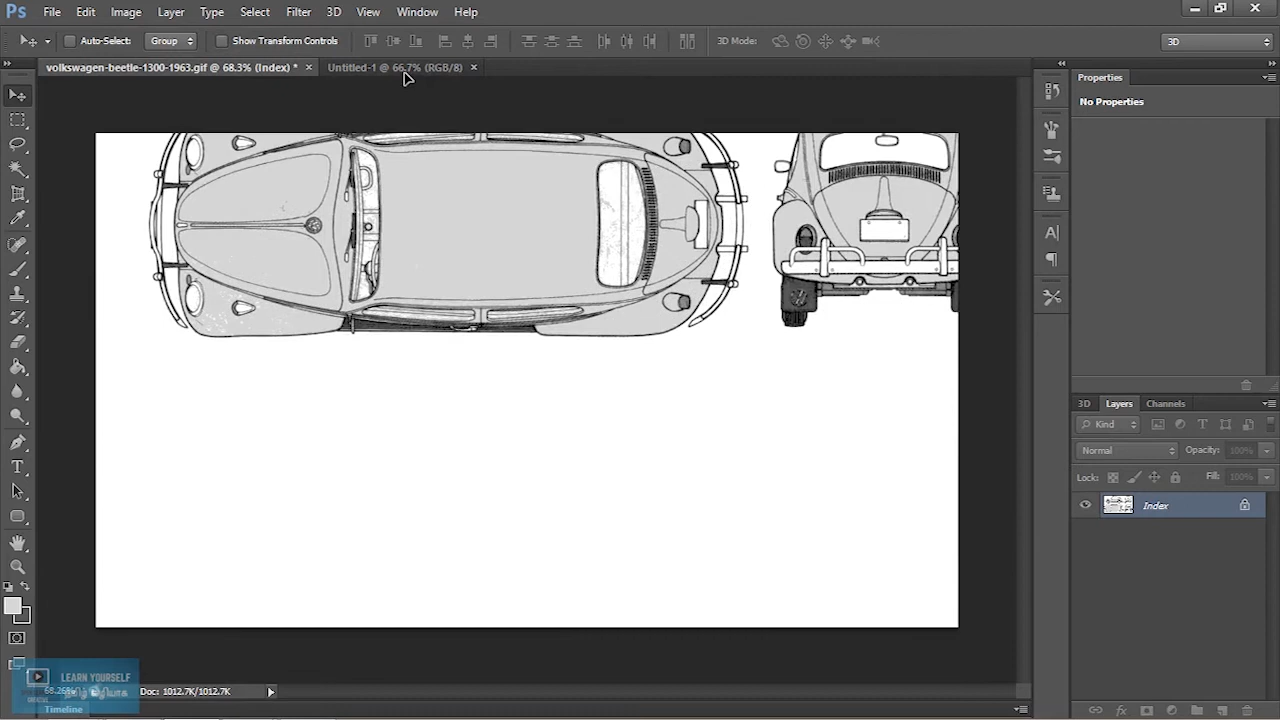 Ps File Edit Image Layer Type Select Filter 3D View Window Help
Auto-Select: Group Show Transform Controls 3D Mode: 3D
volkswagen-beetle-1300-1963.gif @ 68.3% (Index) * × Untitled-1 @ 66.7% (RGB/8) ×
Properties
No Properties
3D Layers Channels
Kind
Normal Opacity: 100%
Lock: Fill: 100%
Index
LEARN YOURSELF
Doc: 1012.7K/1012.7K
Timeline